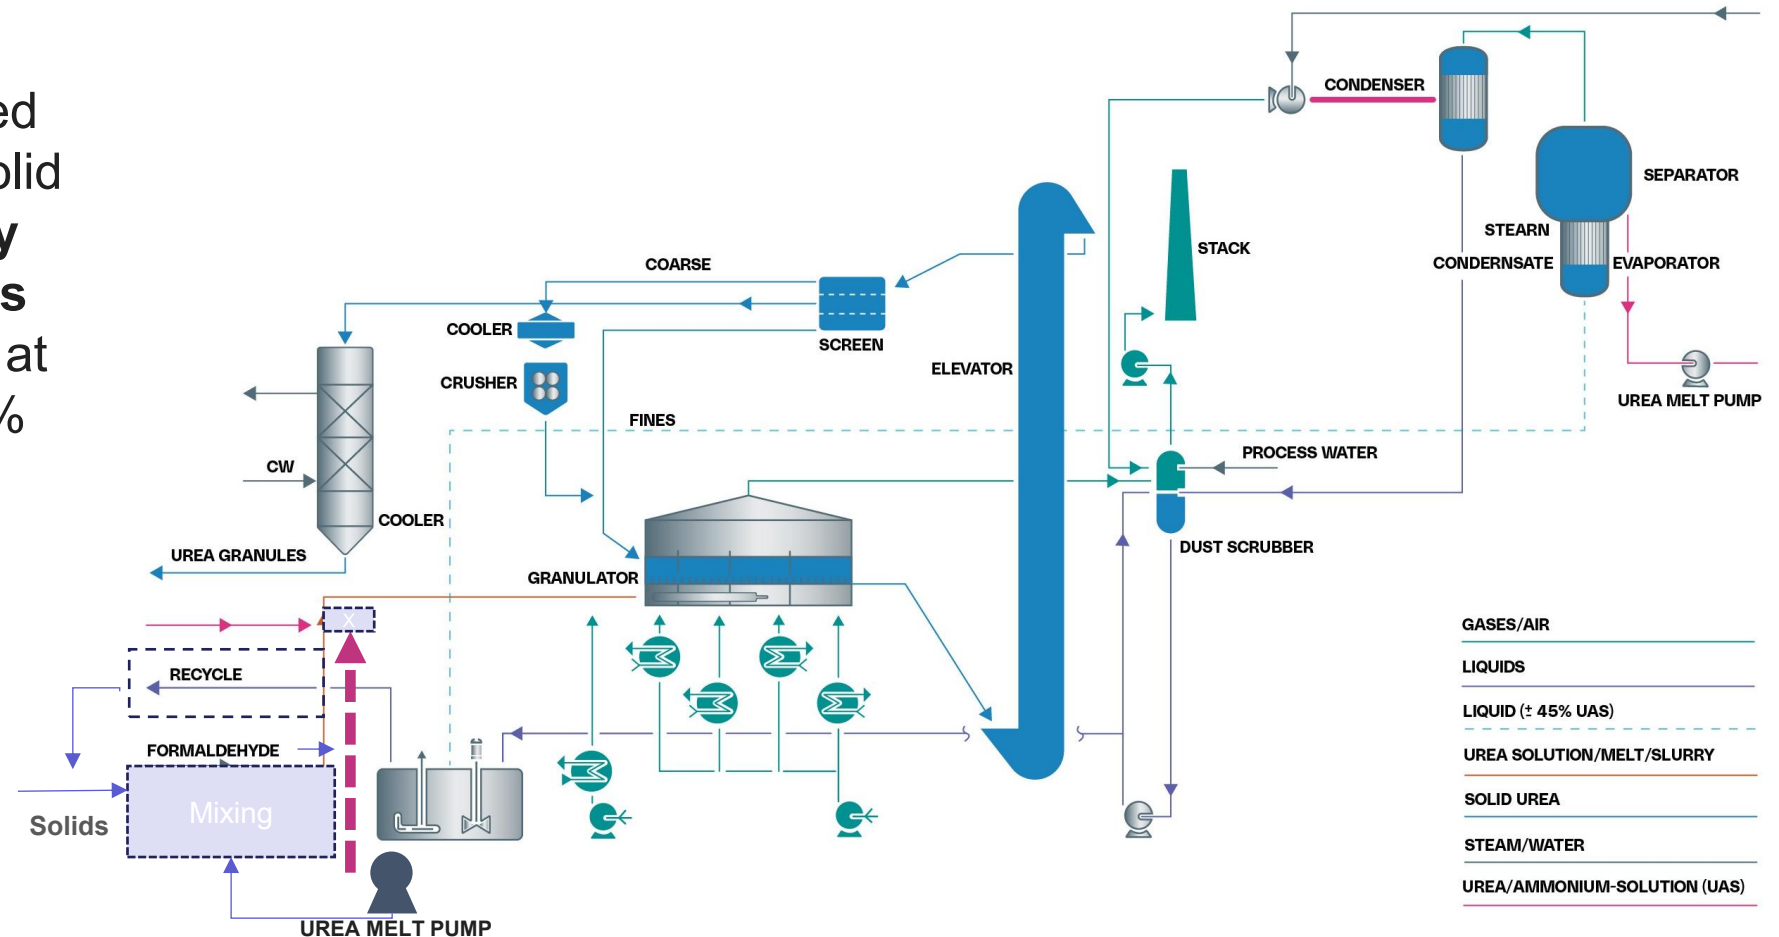 ed
olid
y
s
at
%
CONDENSER
SEPARATOR
STEARN
CONDERNSATE
EVAPORATOR
UREA MELT PUMP
STACK
COARSE
COOLER
SCREEN
ELEVATOR
CRUSHER
FINES
CW
COOLER
PROCESS WATER
UREA GRANULES
DUST SCRUBBER
GRANULATOR
X
RECYCLE
FORMALDEHYDE
Mixing
Solids
UREA MELT PUMP
GASES/AIR
LIQUIDS
LIQUID (± 45% UAS)
UREA SOLUTION/MELT/SLURRY
SOLID UREA
STEAM/WATER
UREA/AMMONIUM-SOLUTION (UAS)